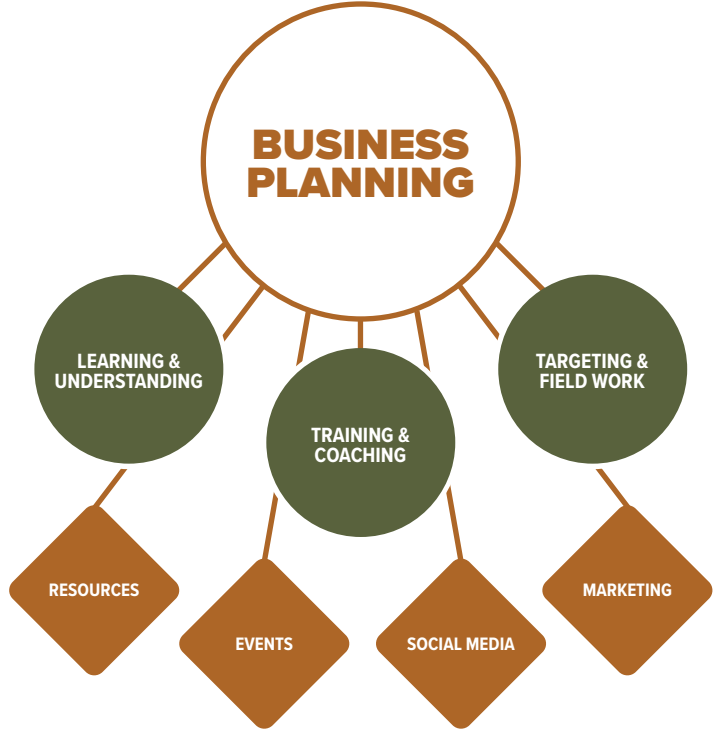 BUSINESS
PLANNING
LEARNING &
UNDERSTANDING
TARGETING &
FIELD WORK
TRAINING &
COACHING
RESOURCES
MARKETING
EVENTS
SOCIAL MEDIA